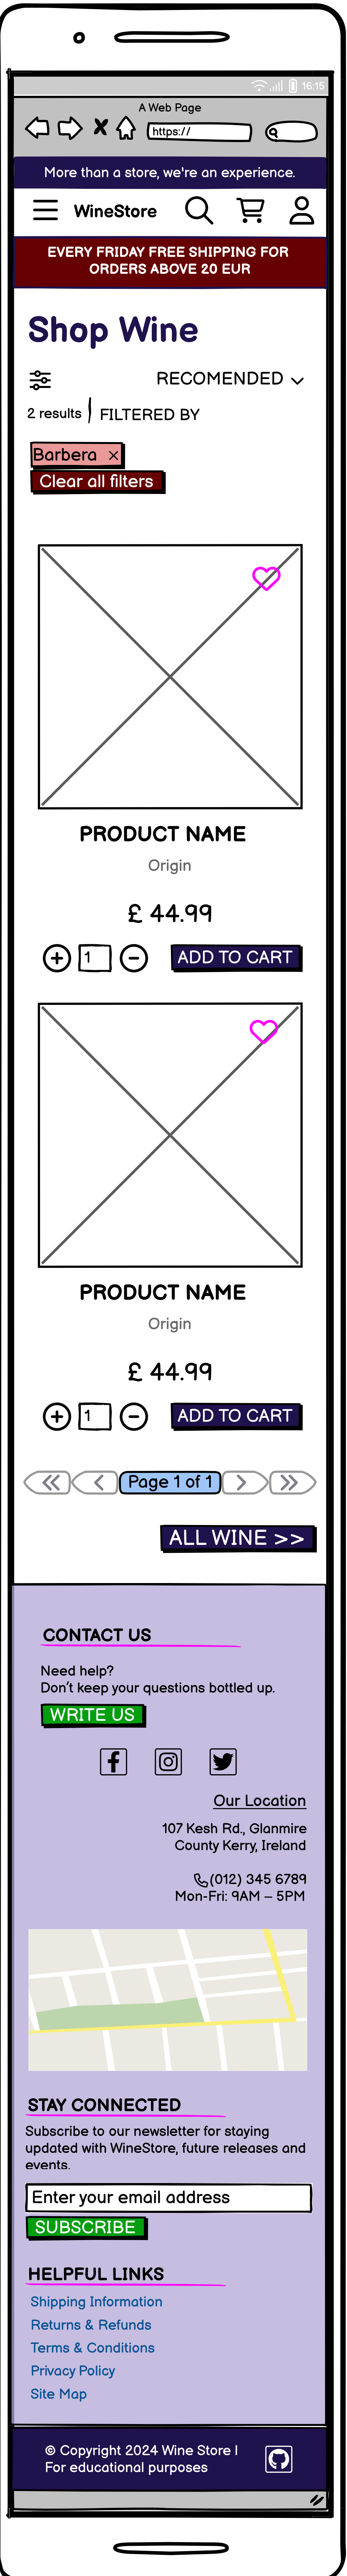 16.15
A Web Page
https://
More than a store, we're an experience.
WineStore
EVERY FRIDAY FREE SHIPPING FOR
ORDERS ABOVE 20 EUR
Shop Wine
RECOMENDED
2 results | FILTERED BY
Barbera ×
Clear all filters
PRODUCT NAME
Origin
£ 44.99
1 ADD TO CART
PRODUCT NAME
Origin
£ 44.99
1 ADD TO CART
Page 1 of 1
ALL WINE >>
CONTACT US
Need help?
Don't keep your questions bottled up.
WRITE US
Our Location
107 Kesh Rd., Glanmire
County Kerry, Ireland
(012) 345 6789
Mon-Fri: 9AM – 5PM
STAY CONNECTED
Subscribe to our newsletter for staying
updated with WineStore, future releases and
events.
Enter your email address
SUBSCRIBE
HELPFUL LINKS
Shipping Information
Returns & Refunds
Terms & Conditions
Privacy Policy
Site Map
© Copyright 2024 Wine Store |
For educational purposes